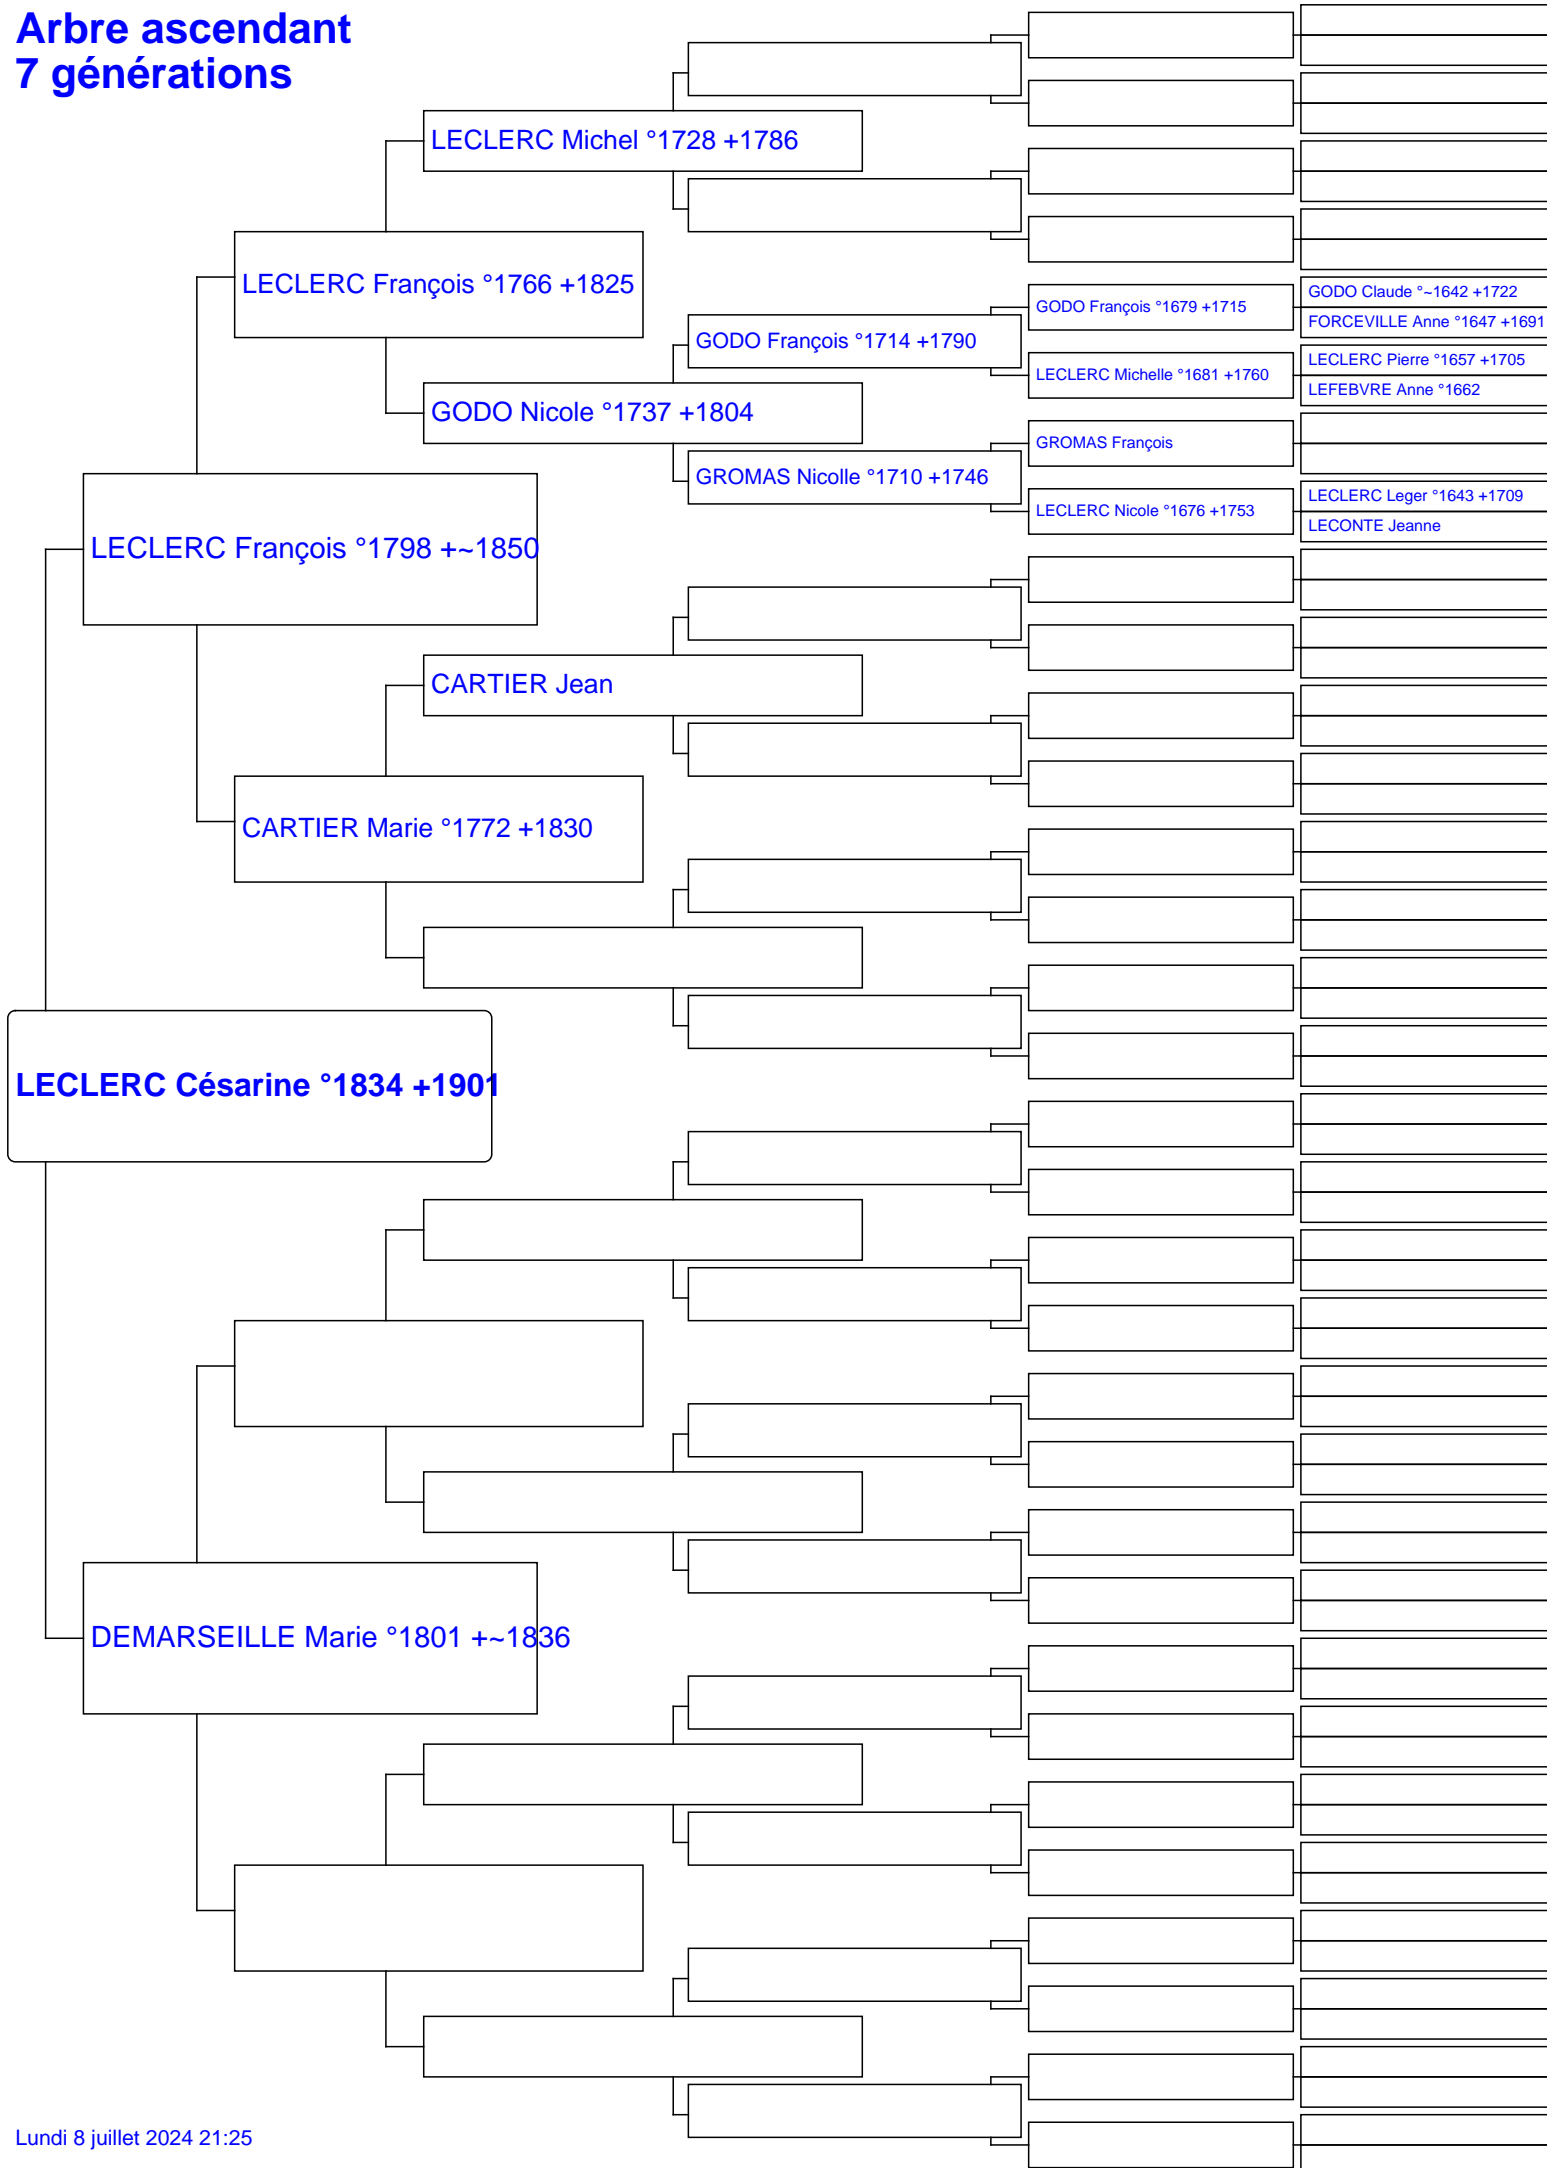 Arbre ascendant
7 générations
LECLERC Michel °1728 +1786
LECLERC François °1766 +1825
GODO Claude °~1642 +1722
GODO François °1679 +1715
FORCEVILLE Anne °1647 +1691
GODO François °1714 +1790
LECLERC Pierre °1657 +1705
LECLERC Michelle °1681 +1760
LEFEBVRE Anne °1662
GODO Nicole °1737 +1804
GROMAS François
GROMAS Nicolle °1710 +1746
LECLERC Leger °1643 +1709
LECLERC Nicole °1676 +1753
LECONTE Jeanne
LECLERC François °1798 +~1850
CARTIER Jean
CARTIER Marie °1772 +1830
LECLERC Césarine °1834 +1901
DEMARSEILLE Marie °1801 +~1836
Lundi 8 juillet 2024 21:25